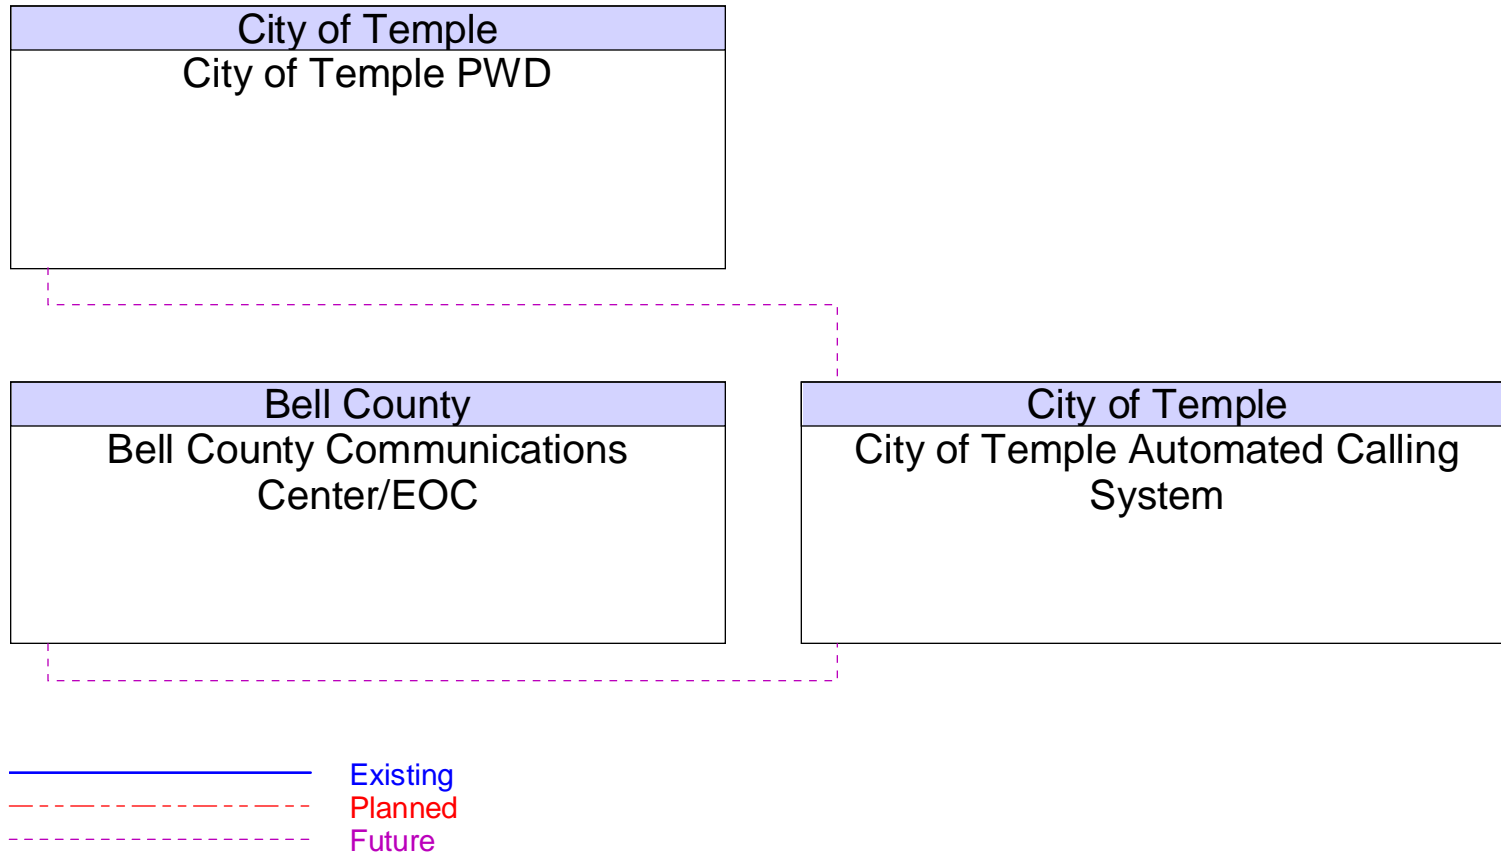 City of Temple
City of Temple PWD
Bell County
Bell County Communications
Center/EOC
City of Temple
City of Temple Automated Calling
System
Existing
Planned
Future